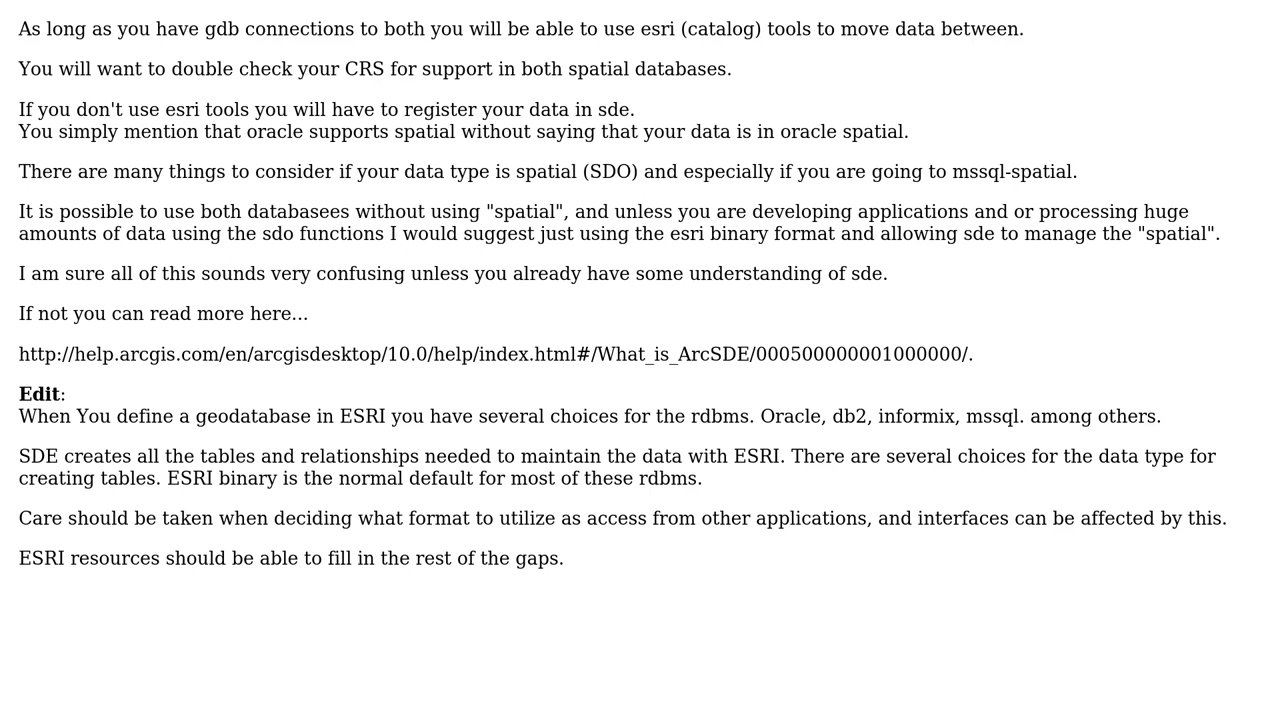 As long as you have gdb connections to both you will be able to use esri (catalog) tools to move data between.
You will want to double check your CRS for support in both spatial databases.
If you don't use esri tools you will have to register your data in sde.
You simply mention that oracle supports spatial without saying that your data is in oracle spatial.
There are many things to consider if your data type is spatial (SDO) and especially if you are going to mssql-spatial.
It is possible to use both databasees without using "spatial", and unless you are developing applications and or processing huge
amounts of data using the sdo functions I would suggest just using the esri binary format and allowing sde to manage the "spatial".
I am sure all of this sounds very confusing unless you already have some understanding of sde.
If not you can read more here...
http://help.arcgis.com/en/arcgisdesktop/10.0/help/index.html#/What_is_ArcSDE/000500000001000000/.
Edit:
When You define a geodatabase in ESRI you have several choices for the rdbms. Oracle, db2, informix, mssql. among others.
SDE creates all the tables and relationships needed to maintain the data with ESRI. There are several choices for the data type for
creating tables. ESRI binary is the normal default for most of these rdbms.
Care should be taken when deciding what format to utilize as access from other applications, and interfaces can be affected by this.
ESRI resources should be able to fill in the rest of the gaps.